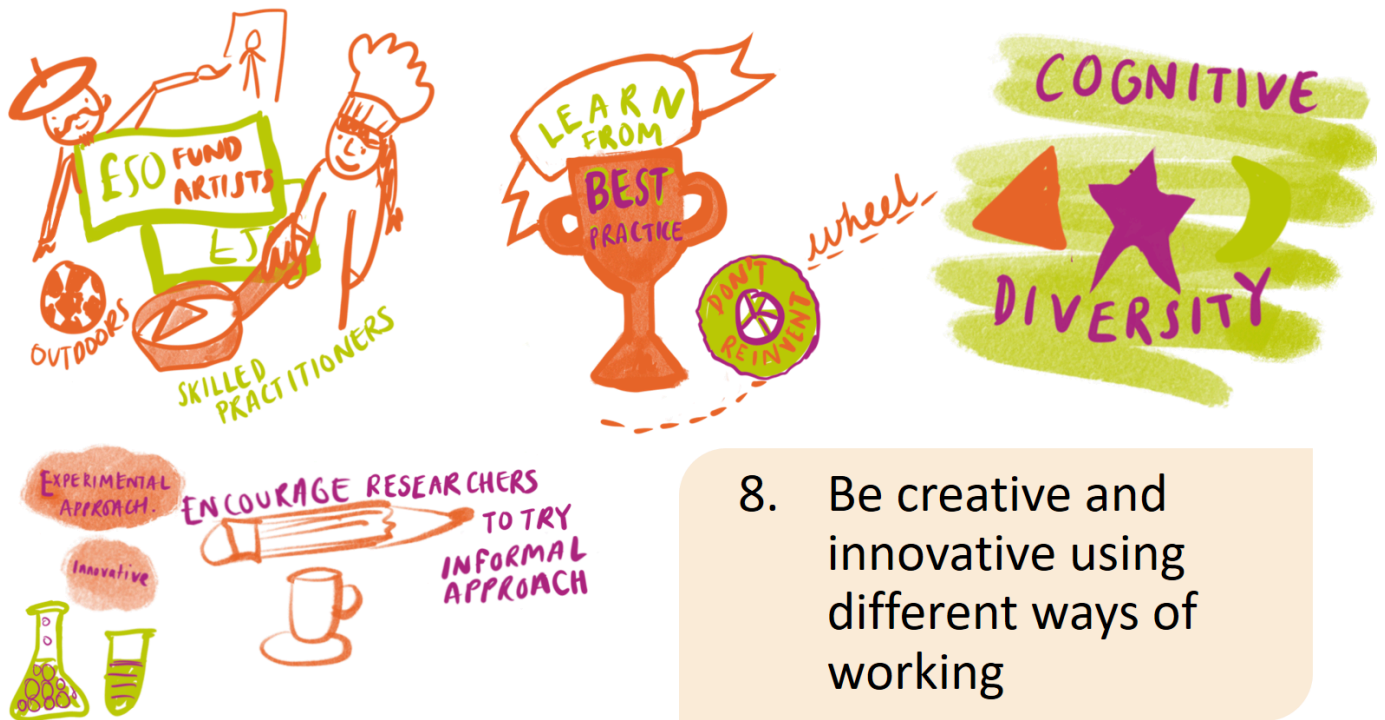 ESO FUND
ARTISTS
OUTDOORS
SKILLED
PRACTITIONERS
LEARN
FROM
BEST
PRACTICE
DON'T
REINVENT
wheel
COGNITIVE
DIVERSITY
EXPERIMENTAL
APPROACH.
Innovative
ENCOURAGE RESEARCHERS
TO TRY
INFORMAL
APPROACH
8. Be creative and
innovative using
different ways of
working